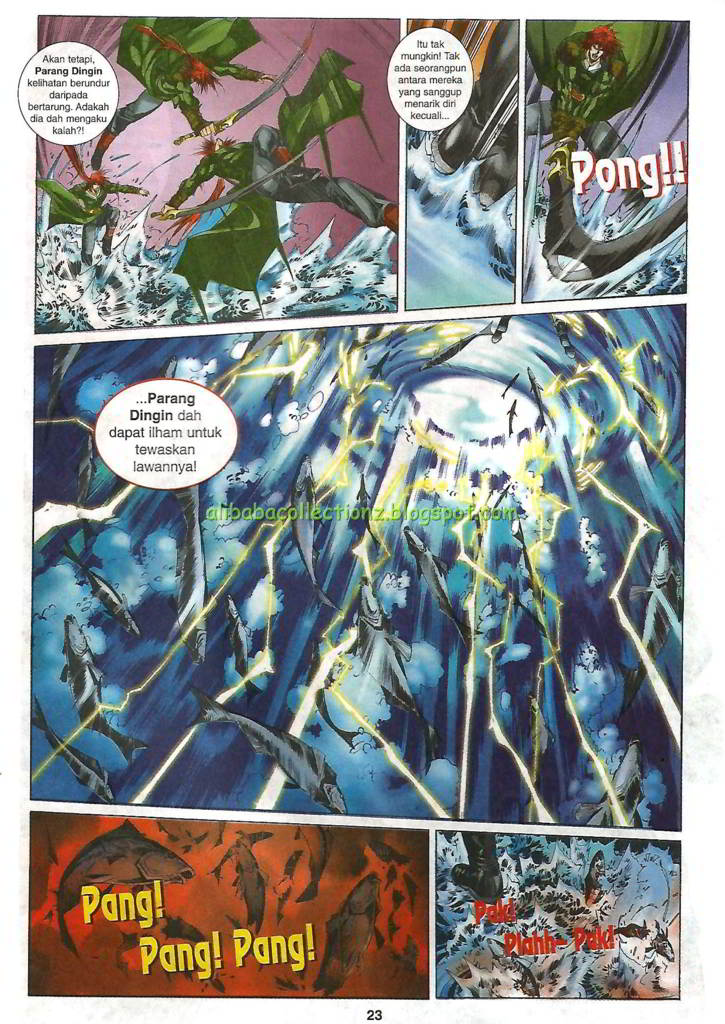 Akan tetapi,
Parang Dingin
kelihatan berundur
daripada
bertarung. Adakah
dia dah mengaku
kalah?!
Itu tak
mungkin! Tak
ada seorangpun
antara mereka
yang sanggup
menarik diri
kecuali...
Pong!!
...Parang
Dingin dah
dapat ilham untuk
tewaskan
lawannya!
alibabacollectionz.blogspot.com
Pang!
Pang! Pang!
Pak!
Plahh- Pak!
23